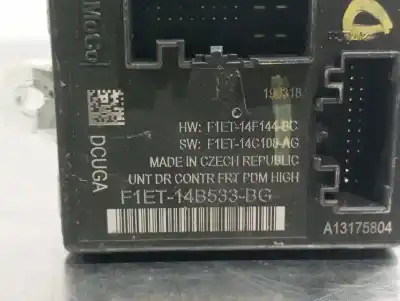 MoGo
190318
HW: F1ET-14F144-BC
SW: F1ET-14C108-AG
MADE IN CZECH REPUBLIC
UNT DR CONTR FRT PDM HIGH
F1ET-14B533-BG
DCUGA
A13175804